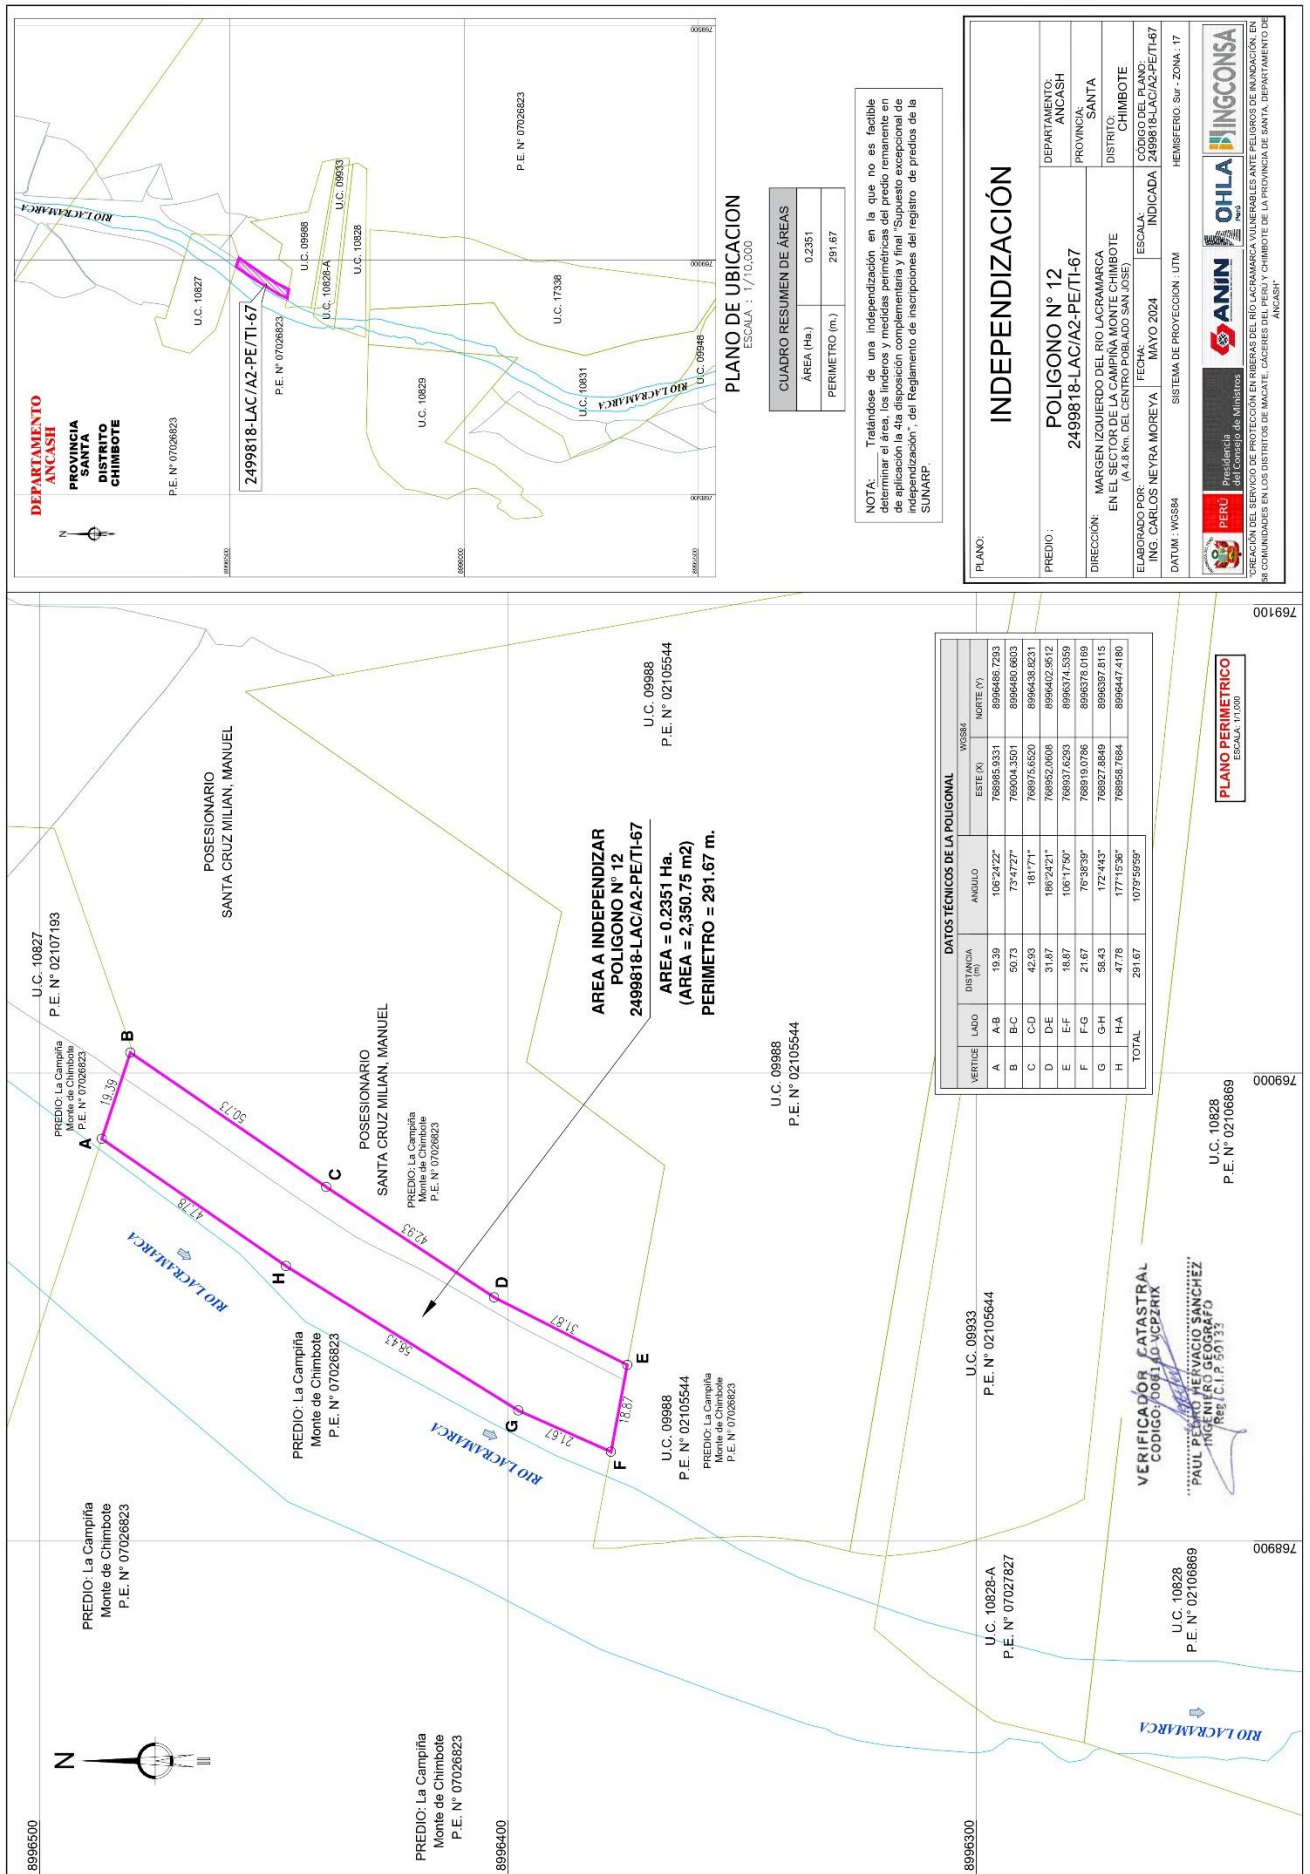 8996500
8996400
8996300
N
PREDIO: La Campiña
Monte de Chimbote
P.E. N° 07026823
PREDIO: La Campiña
Monte de Chimbote
P.E. N° 07026823
PREDIO: La Campiña
Monte de Chimbote
P.E. N° 07026823
RIO LACRAMARCA
RIO LACRAMARCA
RIO LACRAMARCA
PREDIO: La Campiña
Monte de Chimbote
P.E. N° 07026823
U.C. 10827
P.E. N° 02107193
A
B
C
D
E
F
G
H
19.39
50.73
42.93
31.87
18.87
21.67
58.43
47.78
POSESIONARIO
SANTA CRUZ MILIAN, MANUEL
POSESIONARIO
SANTA CRUZ MILIAN, MANUEL
PREDIO: La Campiña
Monte de Chimbote
P.E. N° 07026823
AREA A INDEPENDIZAR
POLIGONO N° 12
2499818-LAC/A2-PE/TI-67
AREA = 0.2351 Ha.
(AREA = 2,350.75 m2)
PERIMETRO = 291.67 m.
U.C. 09988
P.E. N° 02105544
U.C. 09988
P.E. N° 02105544
U.C. 09988
P.E. N° 02105544
PREDIO: La Campiña
Monte de Chimbote
P.E. N° 07026823
U.C. 09933
P.E. N° 02105644
U.C. 10828-A
P.E. N° 07027827
U.C. 10828
P.E. N° 02106869
U.C. 10828
P.E. N° 02106869
768900
769000
769100
VERIFICADOR CATASTRAL
CODIGO: 006140 VCPZRIX
PAUL PEDRO HERVACIO SANCHEZ
INGENIERO GEOGRAFO
Reg. C.I.P. 60133
DATOS TÉCNICOS DE LA POLIGONAL
VERTICE LADO DISTANCIA (m) ANGULO WGS84
ESTE (X) NORTE (Y)
A A-B 19.39 106°24'22" 768985.9331 8996486.7293
B B-C 50.73 73°47'27" 769004.3501 8996480.6603
C C-D 42.93 181°7'1" 768975.6520 8996438.8231
D D-E 31.87 186°24'21" 768952.0608 8996402.9512
E E-F 18.87 106°17'50" 768937.6293 8996374.5359
F F-G 21.67 76°38'39" 768919.0786 8996378.0169
G G-H 58.43 172°4'43" 768927.8849 8996397.8115
H H-A 47.78 177°15'36" 768958.7684 8996447.4180
TOTAL 291.67 1079°59'59"
PLANO PERIMETRICO
ESCALA: 1/1,000
DEPARTAMENTO
ANCASH
PROVINCIA
SANTA
DISTRITO
CHIMBOTE
N
P.E. N° 07026823
2499818-LAC/A2-PE/TI-67
P.E. N° 07026823
P.E. N° 07026823
RIO LACRAMARCA
RIO LACRAMARCA
U.C. 10827
U.C. 09988
U.C. 09933
U.C. 10828-A
U.C. 10828
U.C. 10829
U.C. 17338
U.C. 10831
U.C. 09948
8996500
8996000
768500
769000
769500
PLANO DE UBICACION
ESCALA : 1/10,000
CUADRO RESUMEN DE ÁREAS
ÁREA (Ha.) 0.2351
PERIMETRO (m.) 291.67
NOTA: Tratándose de una independización en la que no es factible
determinar el área, los linderos y medidas perimétricas del predio remanente en
de aplicación la 4ta disposición complementaria y final "Supuesto excepcional de
independización", del Reglamento de inscripciones del registro de predios de la
SUNARP.
PLANO:
INDEPENDIZACIÓN
PREDIO :
POLIGONO N° 12
2499818-LAC/A2-PE/TI-67
DEPARTAMENTO:
ANCASH
PROVINCIA:
SANTA
DISTRITO:
CHIMBOTE
DIRECCIÓN: MARGEN IZQUIERDO DEL RIO LACRAMARCA
EN EL SECTOR DE LA CAMPIÑA MONTE CHIMBOTE
(A 4.8 Km. DEL CENTRO POBLADO SAN JOSE)
ELABORADO POR:
ING. CARLOS NEYRA MOREYA
FECHA:
MAYO 2024
ESCALA:
INDICADA
CÓDIGO DEL PLANO:
2499818-LAC/A2-PE/TI-67
DATUM : WGS84 SISTEMA DE PROYECCION : UTM HEMISFERIO: Sur - ZONA : 17
PERÚ
Presidencia
del Consejo de Ministros
ANIN
OHLA
Perú
INGCONSA
"CREACIÓN DEL SERVICIO DE PROTECCIÓN EN RIBERAS DEL RÍO LACRAMARCA VULNERABLES ANTE PELIGROS DE INUNDACIÓN, EN
58 COMUNIDADES EN LOS DISTRITOS DE MACATE, CÁCERES DEL PERÚ Y CHIMBOTE DE LA PROVINCIA DE SANTA, DEPARTAMENTO DE
ANCASH"